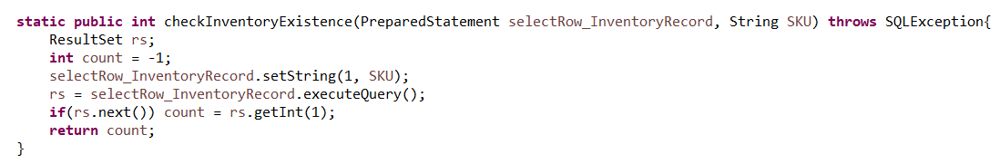 static public int checkInventoryExistence(PreparedStatement selectRow_InventoryRecord, String SKU) throws SQLException{
    ResultSet rs;
    int count = -1;
    selectRow_InventoryRecord.setString(1, SKU);
    rs = selectRow_InventoryRecord.executeQuery();
    if(rs.next()) count = rs.getInt(1);
    return count;
}